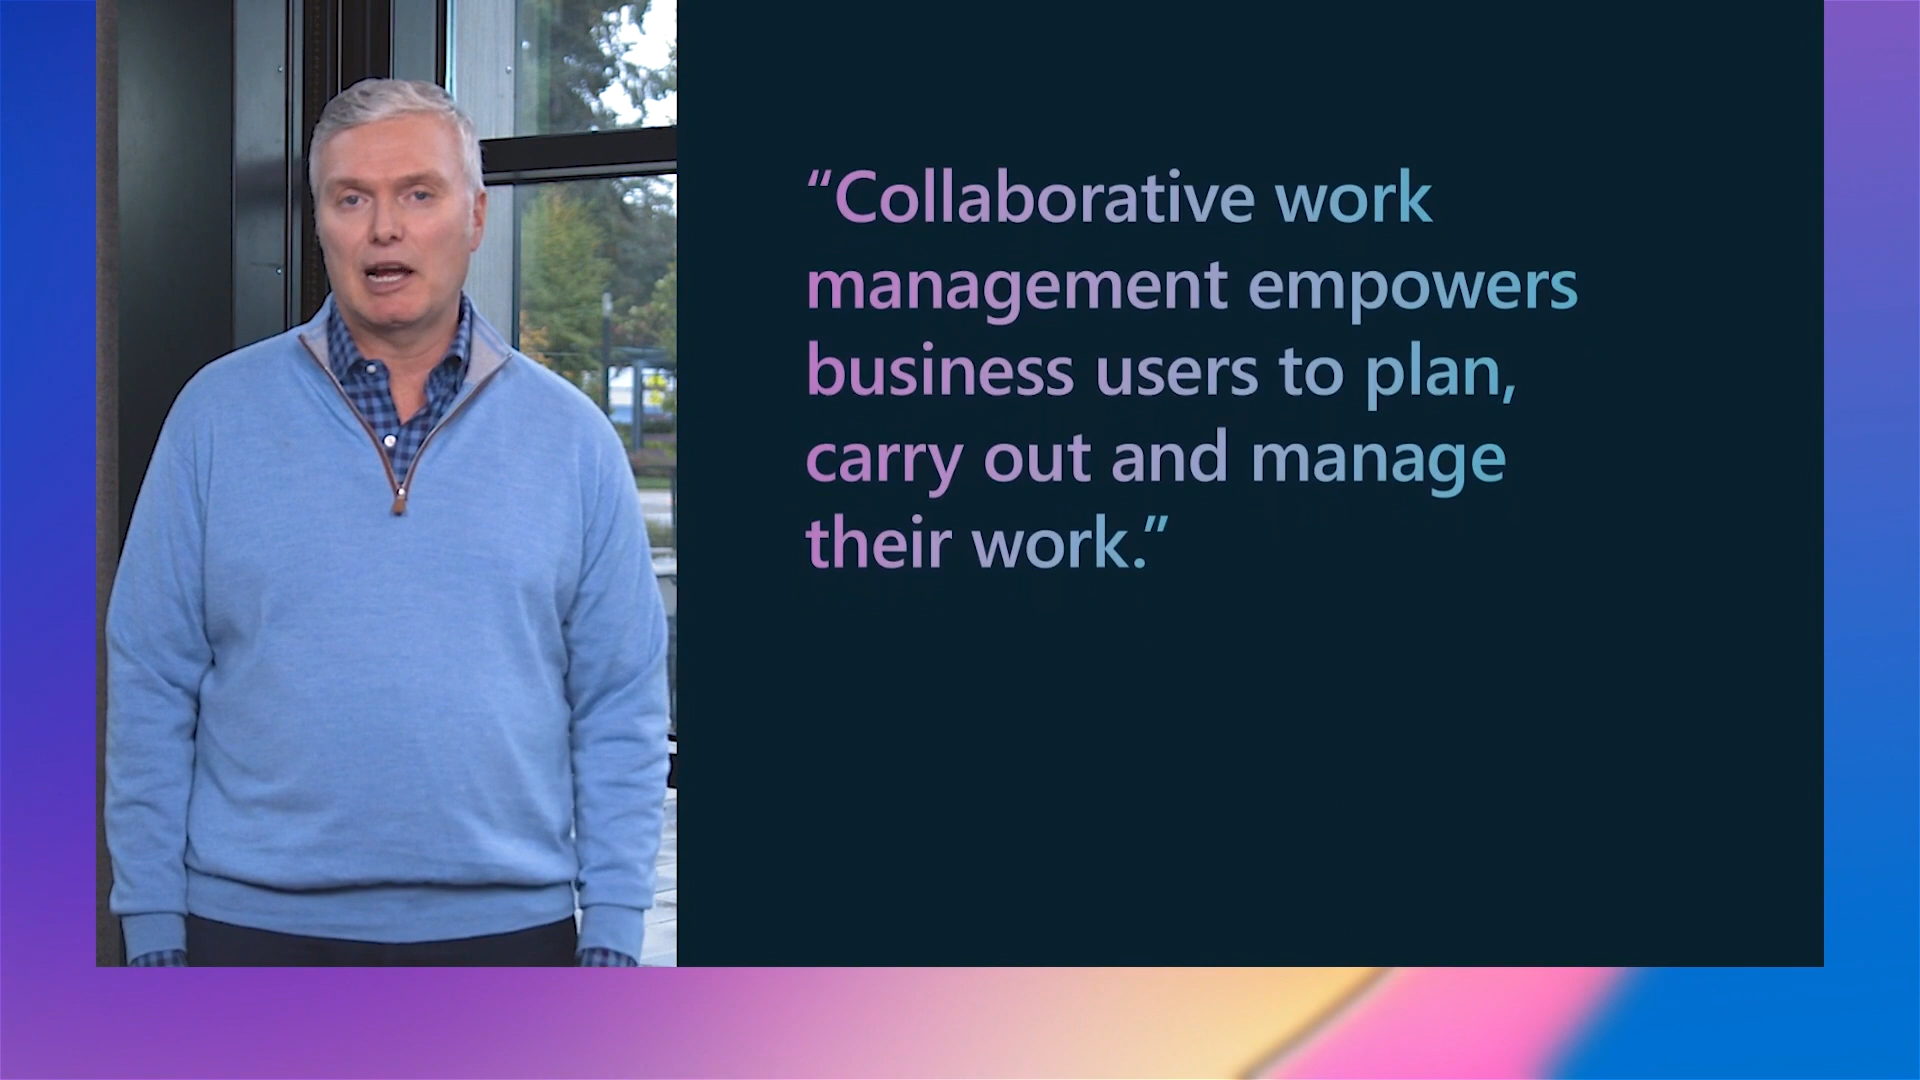 “Collaborative work
management empowers
business users to plan,
carry out and manage
their work.”